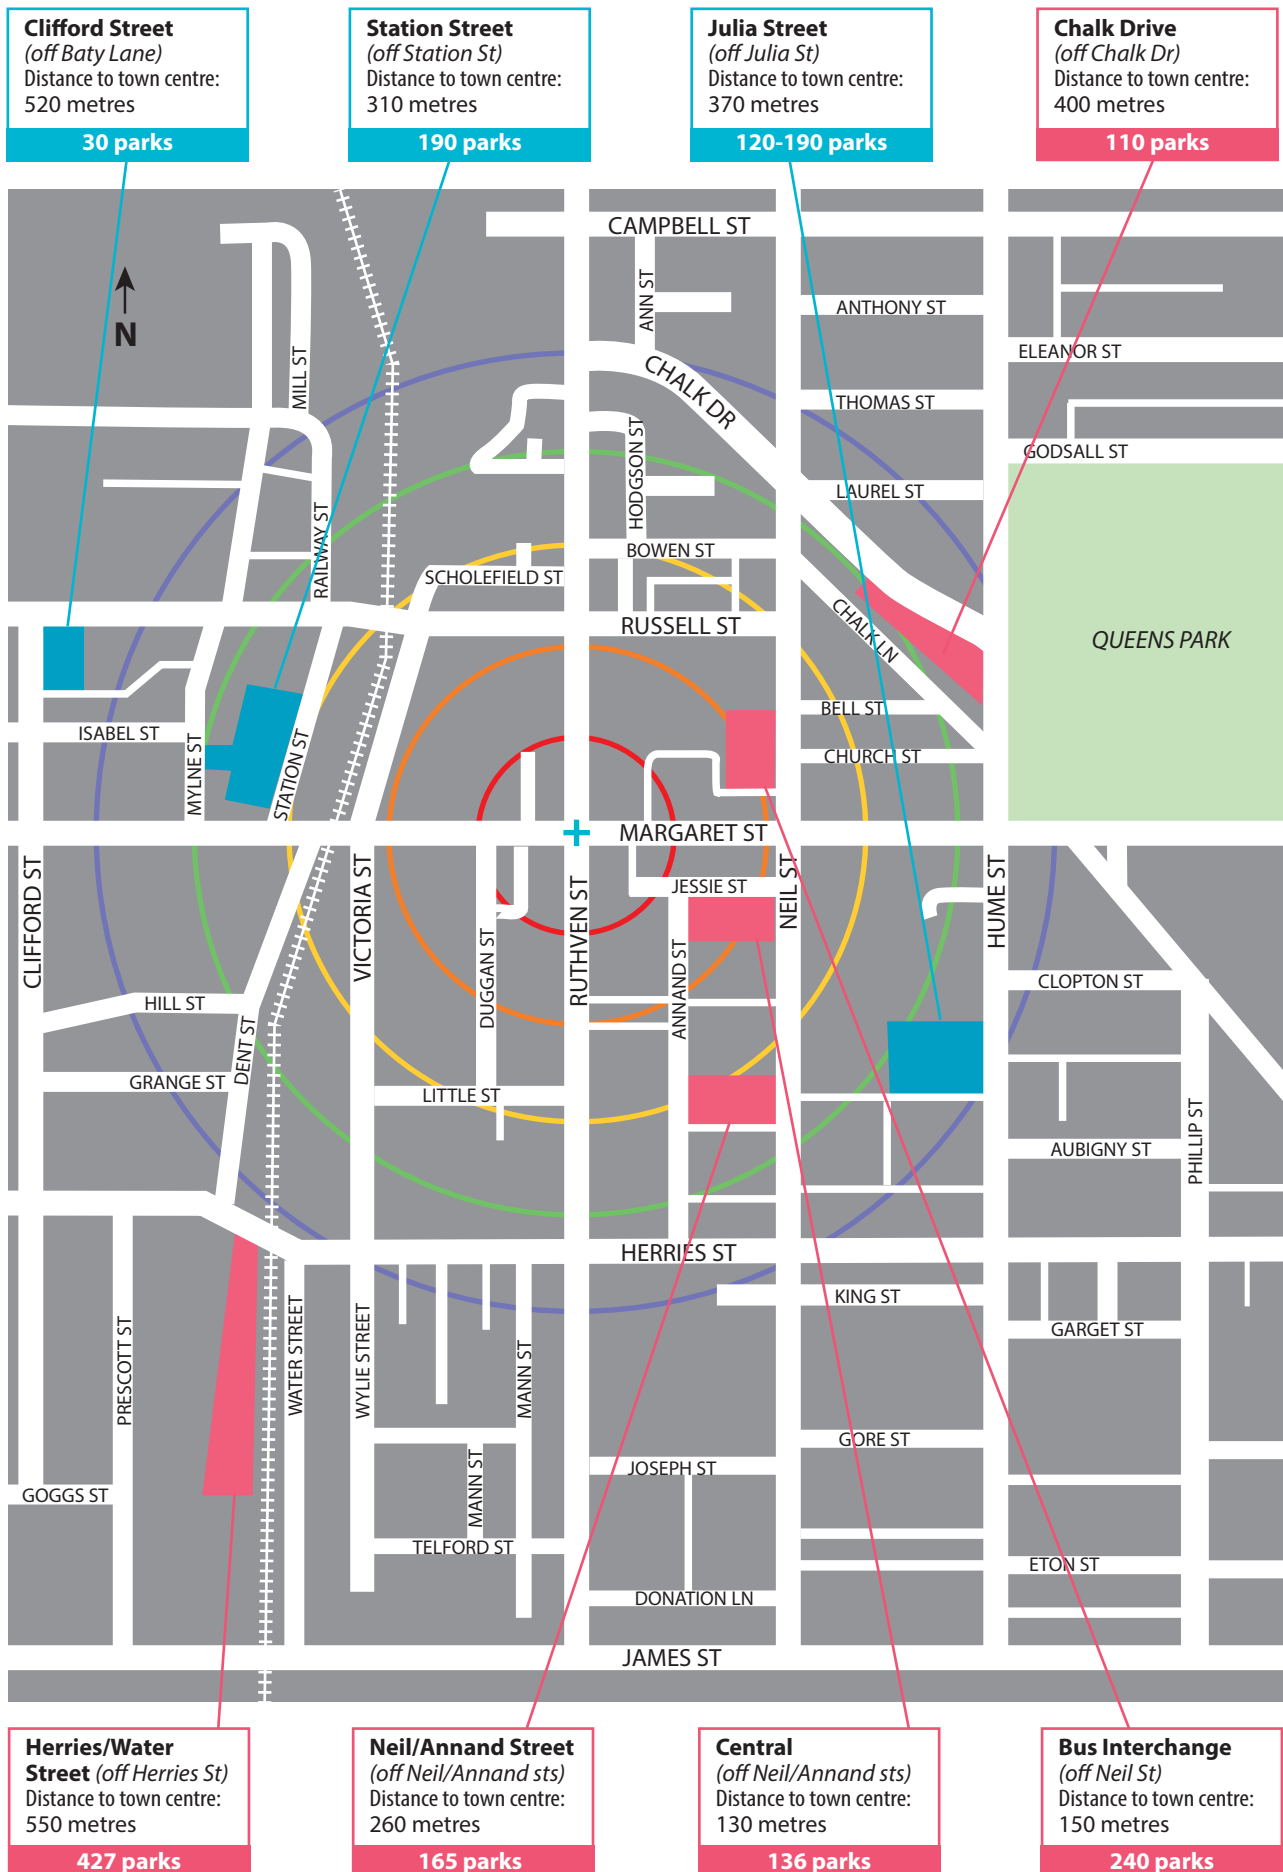 Clifford Street
(off Baty Lane)
Distance to town centre:
520 metres
30 parks
Station Street
(off Station St)
Distance to town centre:
310 metres
190 parks
Julia Street
(off Julia St)
Distance to town centre:
370 metres
120-190 parks
Chalk Drive
(off Chalk Dr)
Distance to town centre:
400 metres
110 parks
CAMPBELL ST
N
ANN ST
ANTHONY ST
ELEANOR ST
MILL ST
CHALK DR
THOMAS ST
GODSALL ST
HODGSON ST
LAUREL ST
RAILWAY ST
BOWEN ST
SCHOLEFIELD ST
RUSSELL ST
CHALK LN
QUEENS PARK
BELL ST
ISABEL ST
MYLNE ST
STATION ST
CHURCH ST
MARGARET ST
CLIFFORD ST
VICTORIA ST
JESSIE ST
NEIL ST
HUME ST
DUGGAN ST
RUTHVEN ST
ANNAND ST
CLOPTON ST
HILL ST
DENT ST
GRANGE ST
LITTLE ST
PHILLIP ST
AUBIGNY ST
HERRIES ST
KING ST
GARGET ST
PRESCOTT ST
WATER STREET
WYLIE STREET
MANN ST
GORE ST
JOSEPH ST
GOGGS ST
MANN ST
TELFORD ST
ETON ST
DONATION LN
JAMES ST
Herries/Water
Street (off Herries St)
Distance to town centre:
550 metres
427 parks
Neil/Annand Street
(off Neil/Annand sts)
Distance to town centre:
260 metres
165 parks
Central
(off Neil/Annand sts)
Distance to town centre:
130 metres
136 parks
Bus Interchange
(off Neil St)
Distance to town centre:
150 metres
240 parks